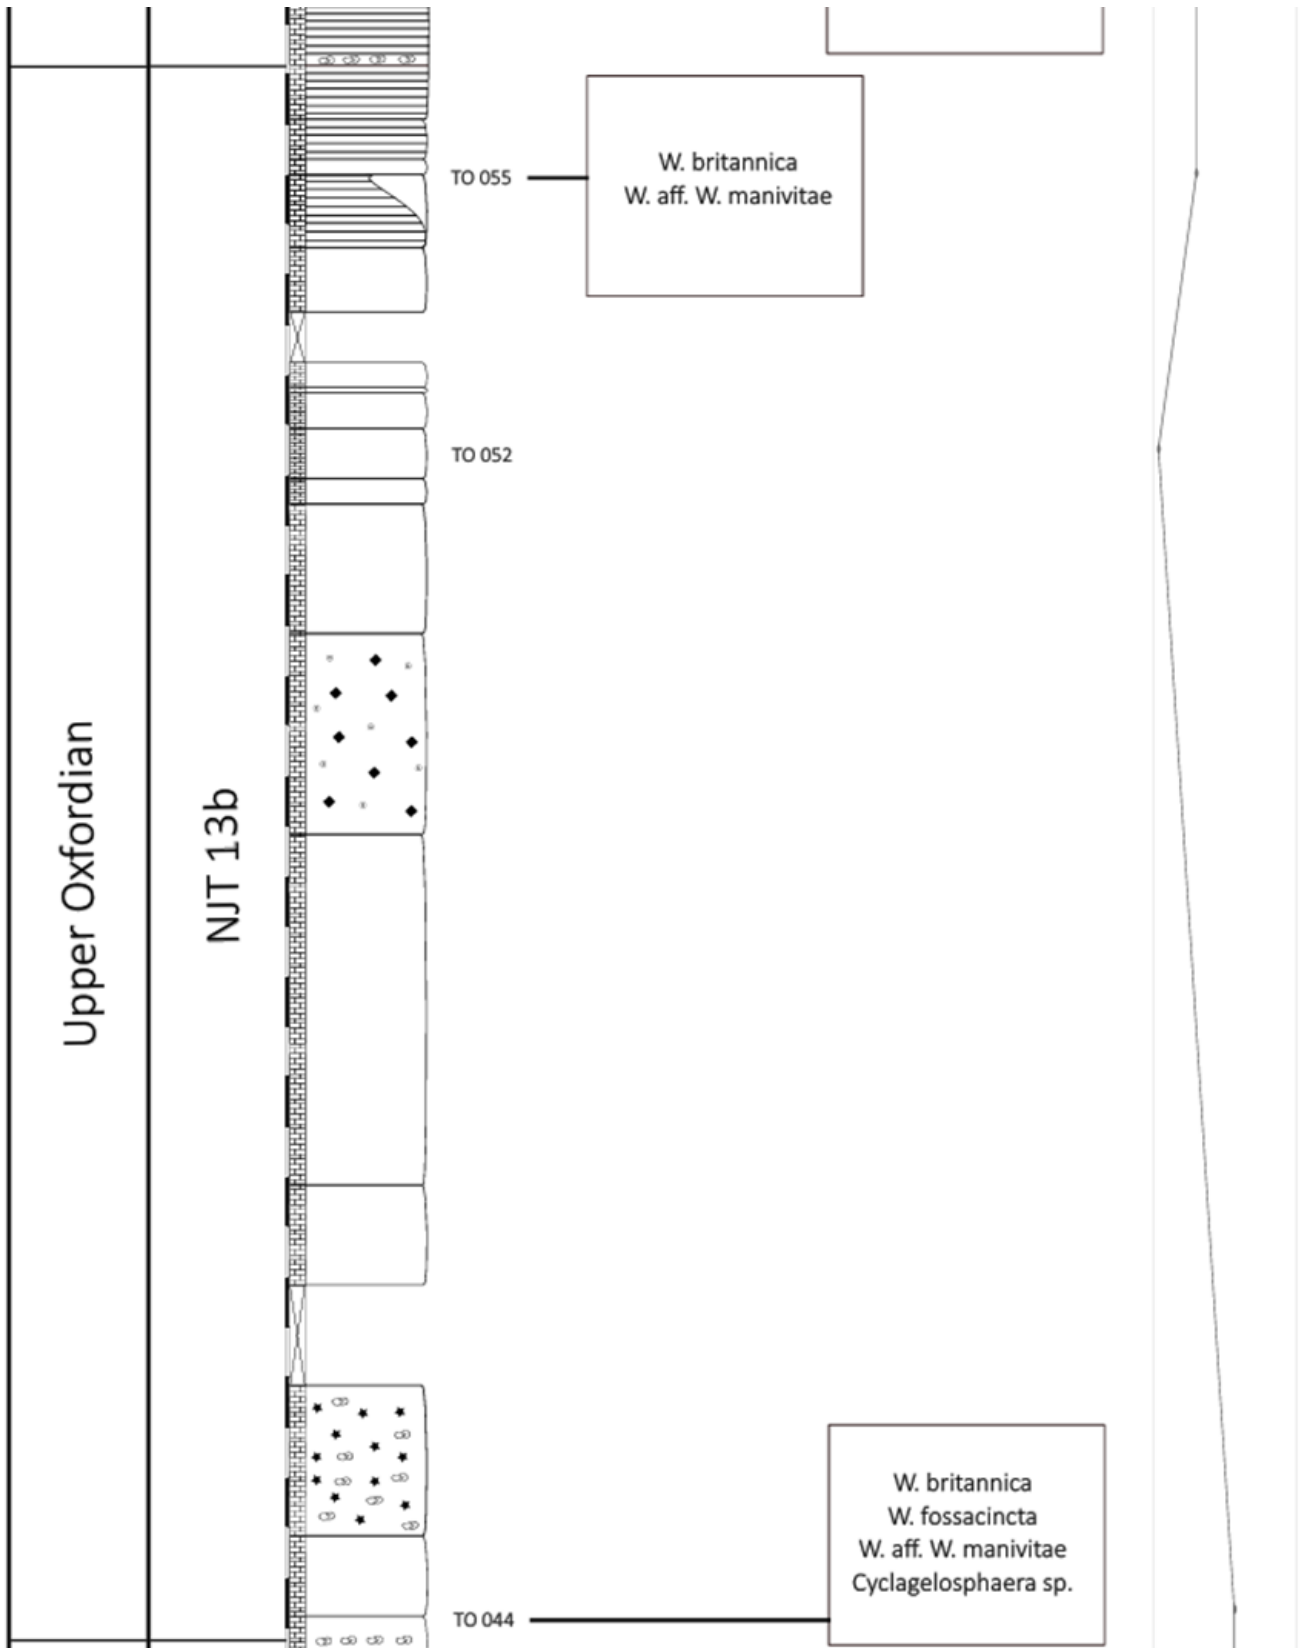 TO 055
W. britannica
W. aff. W. manivitae
TO 052
Upper Oxfordian
NJT 13b
W. britannica
W. fossacincta
W. aff. W. manivitae
Cyclagelosphaera sp.
TO 044